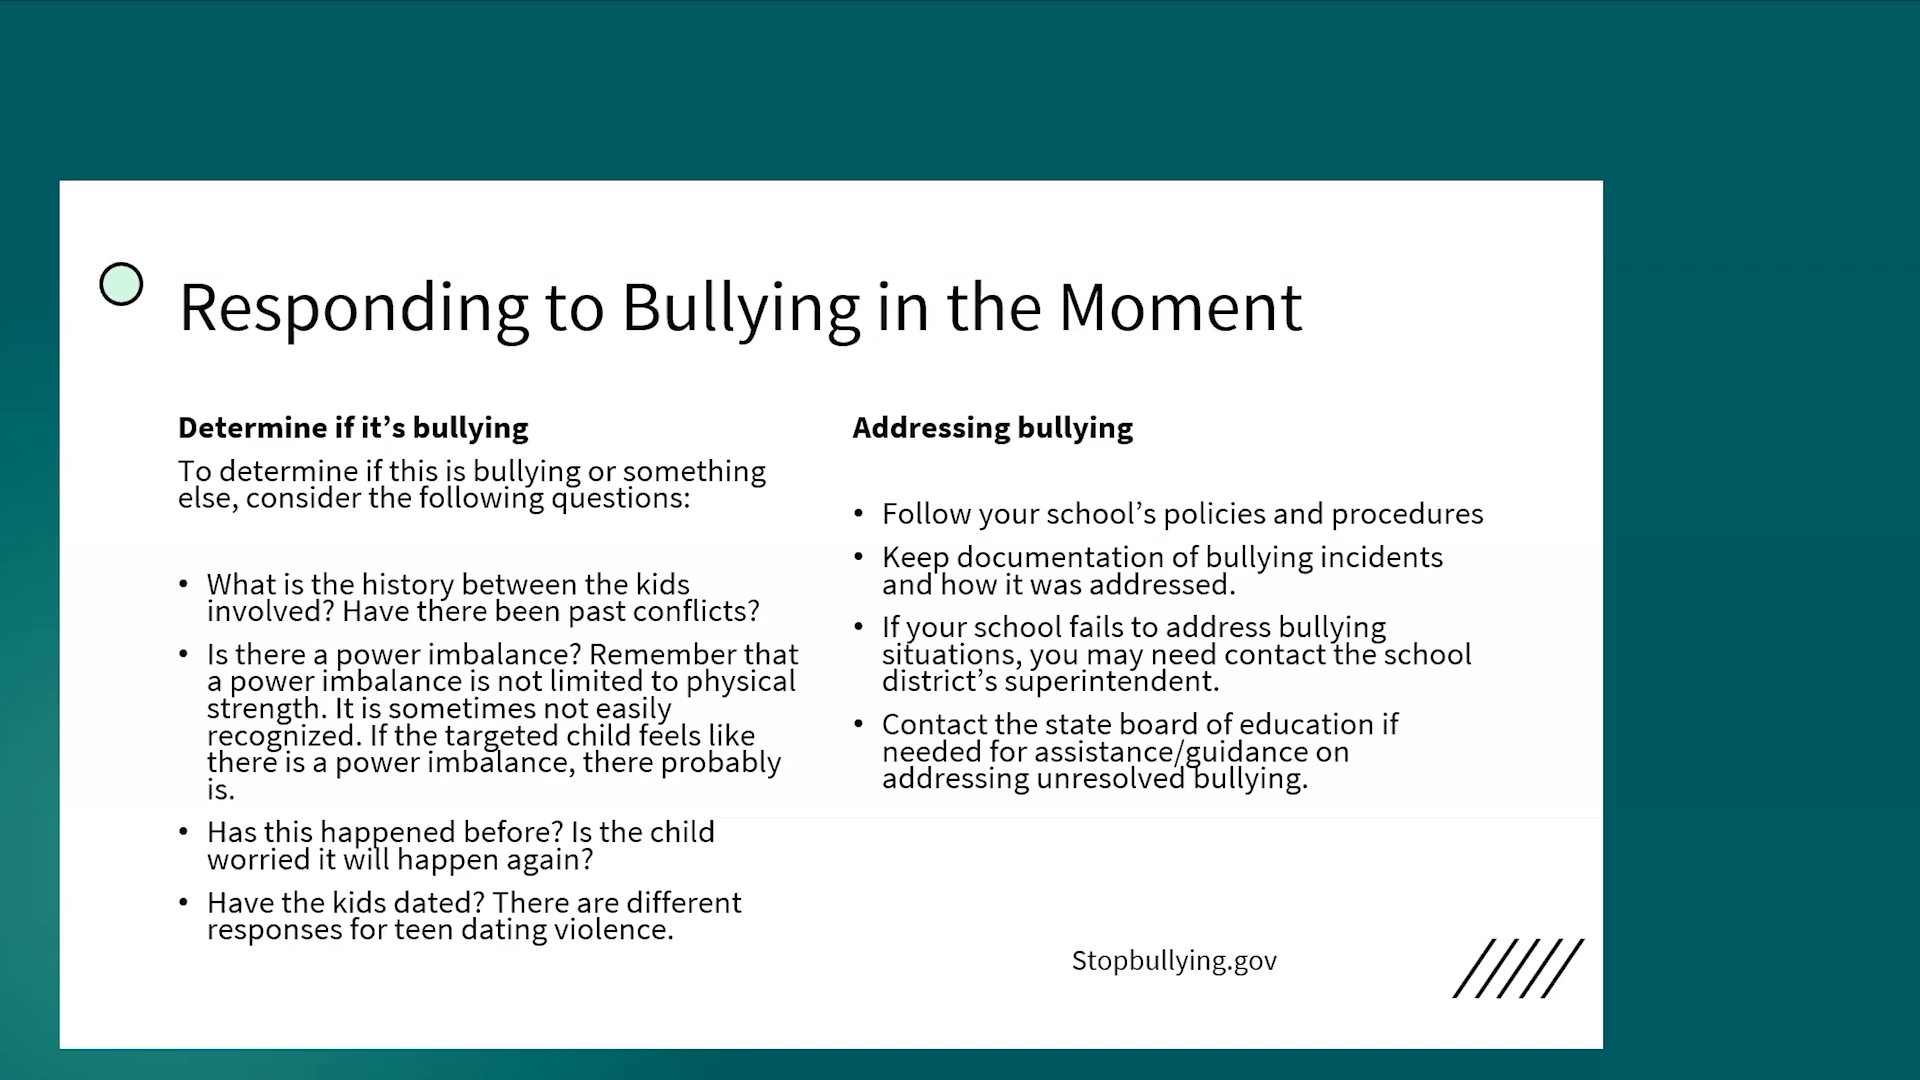 Responding to Bullying in the Moment
Determine if it’s bullying
To determine if this is bullying or something
else, consider the following questions:
• What is the history between the kids
involved? Have there been past conflicts?
• Is there a power imbalance? Remember that
a power imbalance is not limited to physical
strength. It is sometimes not easily
recognized. If the targeted child feels like
there is a power imbalance, there probably
is.
• Has this happened before? Is the child
worried it will happen again?
• Have the kids dated? There are different
responses for teen dating violence.
Addressing bullying
• Follow your school’s policies and procedures
• Keep documentation of bullying incidents
and how it was addressed.
• If your school fails to address bullying
situations, you may need contact the school
district’s superintendent.
• Contact the state board of education if
needed for assistance/guidance on
addressing unresolved bullying.
Stopbullying.gov